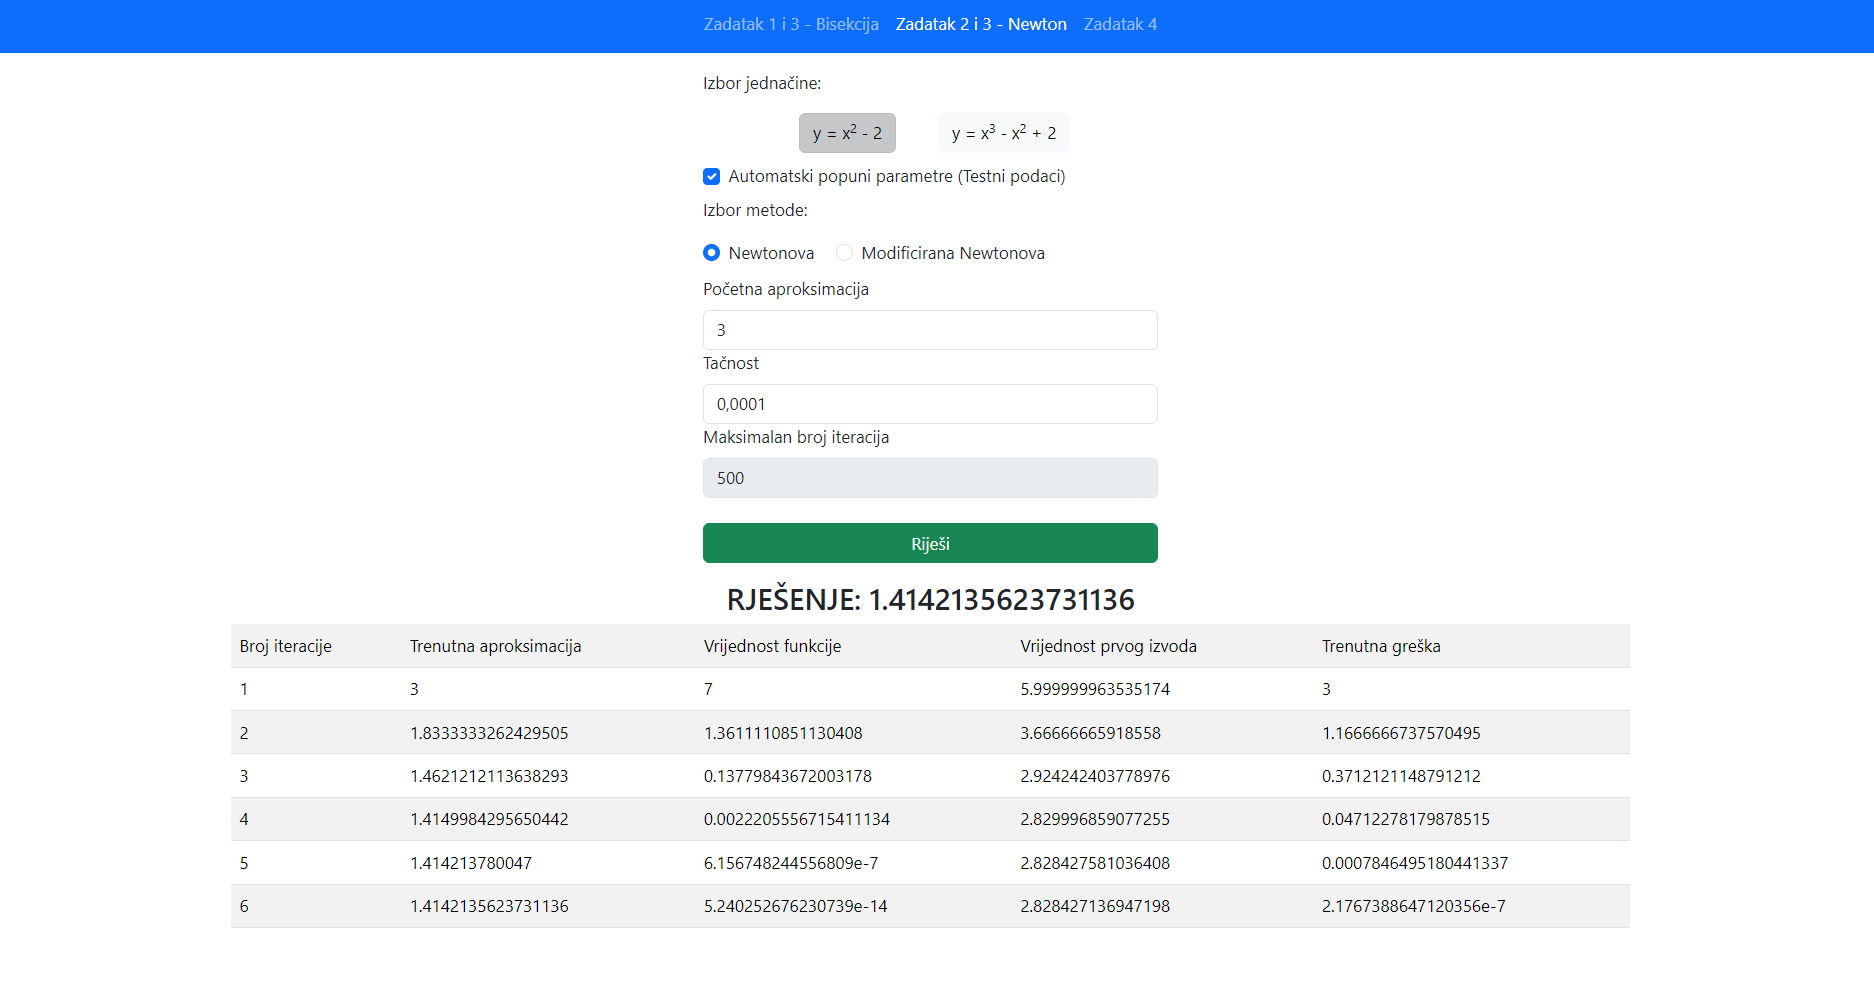 Zadatak 1 i 3 - Bisekcija Zadatak 2 i 3 - Newton Zadatak 4
Izbor jednačine:
y = x² - 2 y = x³ - x² + 2
Automatski popuni parametre (Testni podaci)
Izbor metode:
Newtonova Modificirana Newtonova
Početna aproksimacija
3
Tačnost
0,0001
Maksimalan broj iteracija
500
Riješi
RJEŠENJE: 1.4142135623731136
Broj iteracije Trenutna aproksimacija Vrijednost funkcije Vrijednost prvog izvoda Trenutna greška
1 3 7 5.999999963535174 3
2 1.8333333262429505 1.3611110851130408 3.66666665918558 1.1666666737570495
3 1.4621212113638293 0.13779843672003178 2.924242403778976 0.3712121148791212
4 1.4149984295650442 0.0022205556715411134 2.829996859077255 0.04712278179878515
5 1.414213780047 6.156748244556809e-7 2.828427581036408 0.0007846495180441337
6 1.4142135623731136 5.240252676230739e-14 2.828427136947198 2.1767388647120356e-7